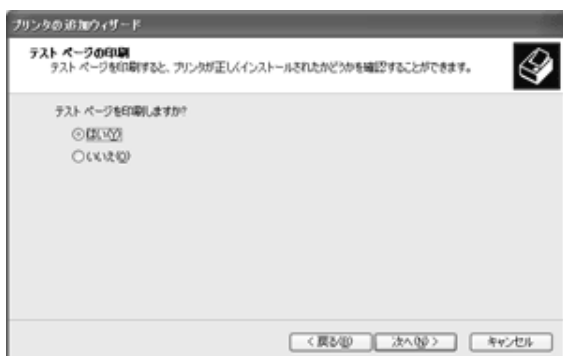 プリンタの追加ウィザード
テスト ページの印刷
テスト ページを印刷すると、プリンタが正しくインストールされたかどうかを確認することができます。
テスト ページを印刷しますか?
はい(Y)
いいえ(O)
< 戻る(B) 次へ(N) > キャンセル